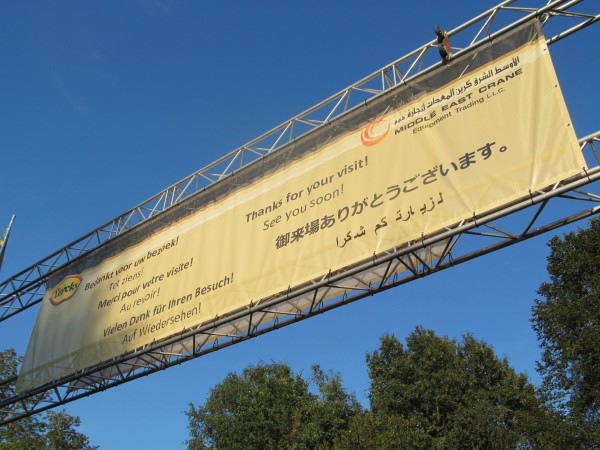 الأوسط الشرق كرين المعدات لتجارة
MIDDLE EAST CRANE
Equipment Trading L.L.C.
Bedankt voor uw bezoek!
Tot ziens!
Merci pour votre visite!
Au revoir!
Vielen Dank für Ihren Besuch!
Auf Wiedersehen!
Thanks for your visit!
See you soon!
御来場ありがとうございます。
لزيارة كم شكرا